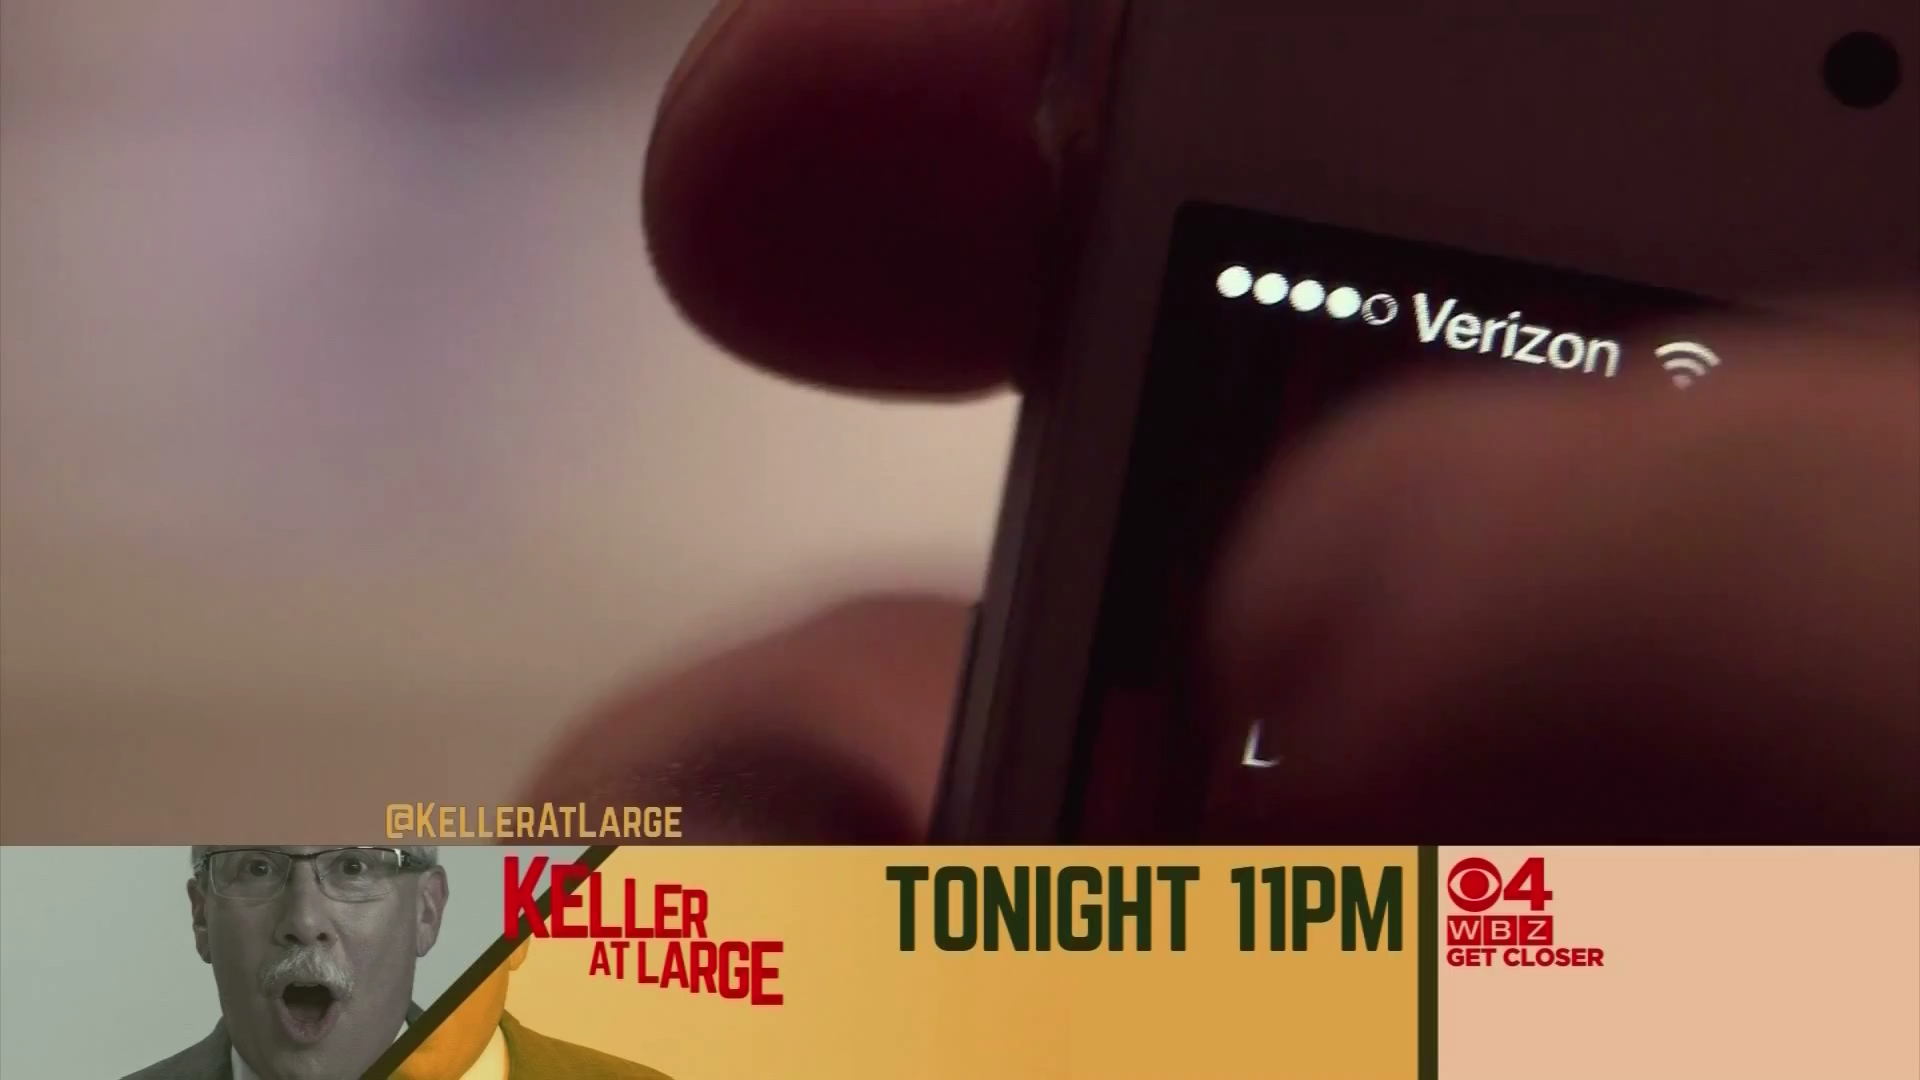 ●●●●○ Verizon
L
@KELLERATLARGE
KELLER
AT LARGE
TONIGHT 11PM
4
WBZ
GET CLOSER